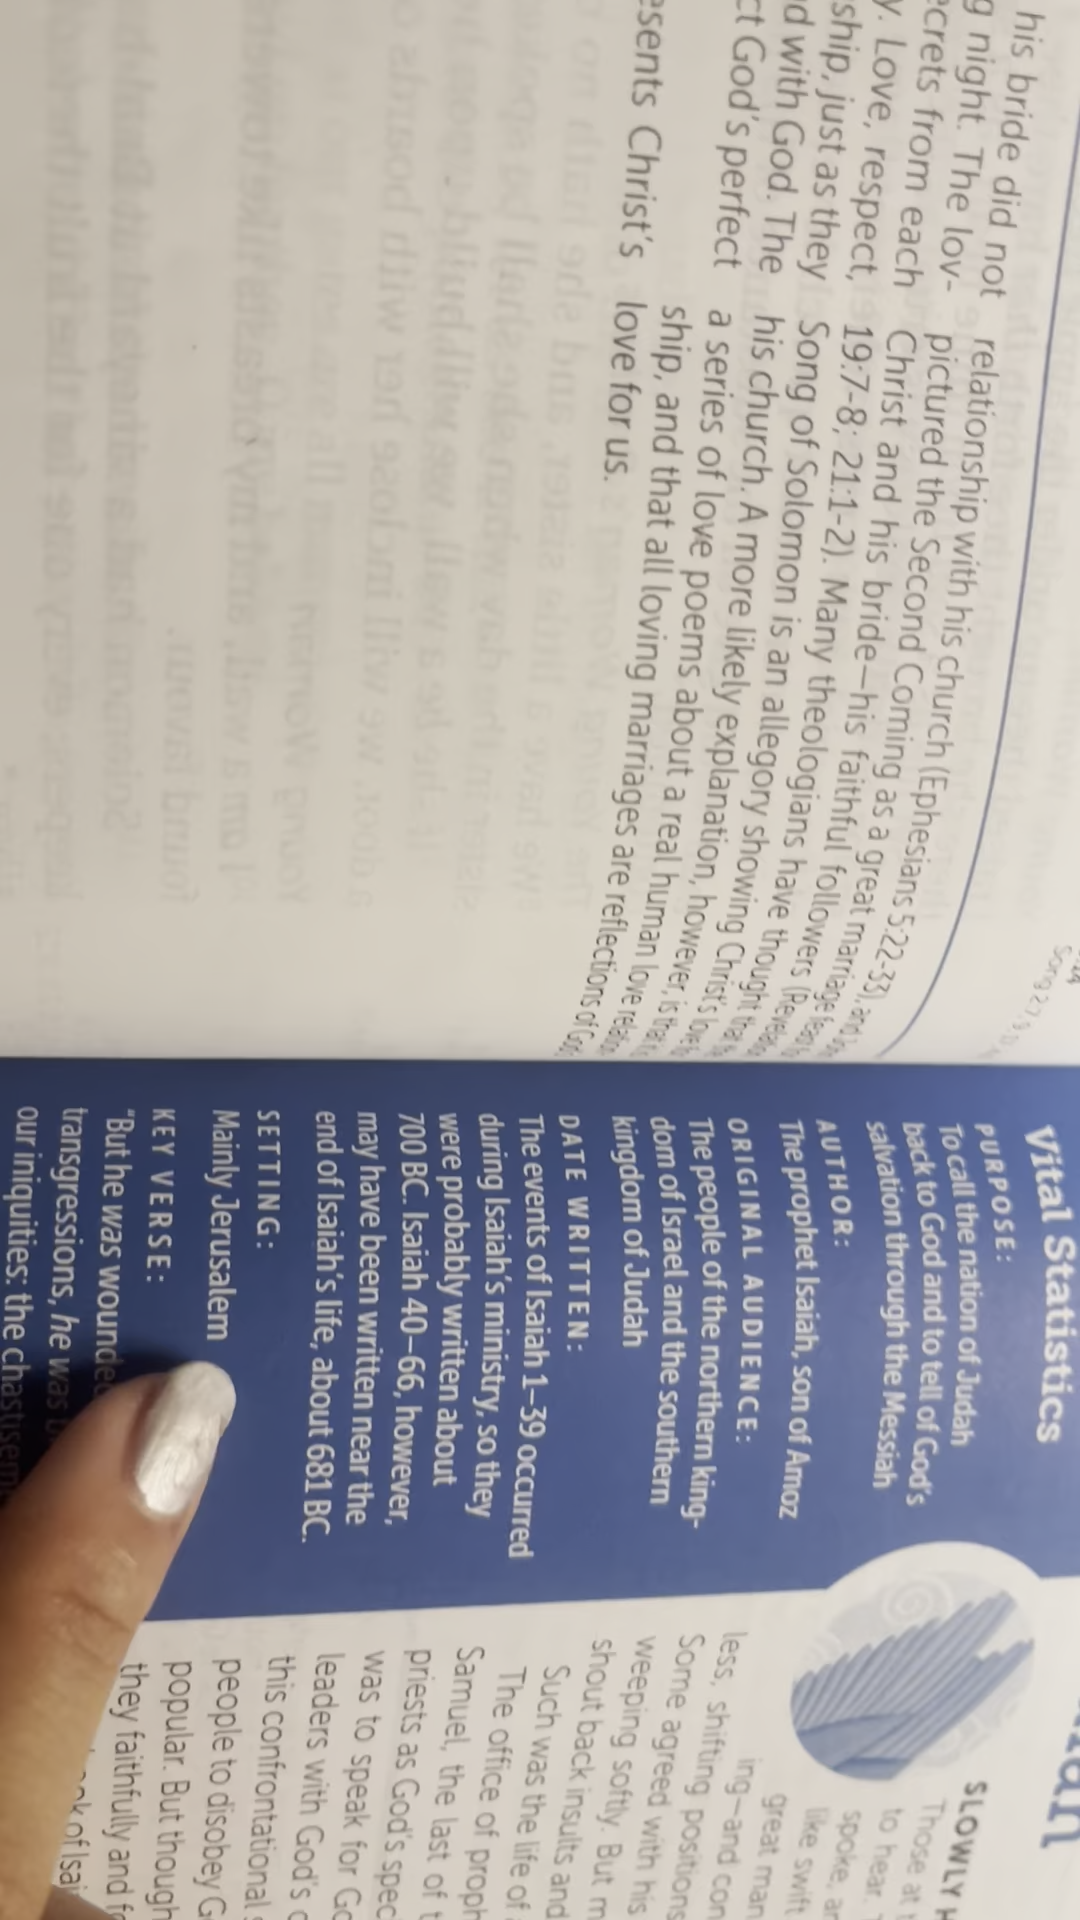 his bride did not
g night. The lov-
ecrets from each
y. Love, respect,
ship, just as they
d with God. The
ct God's perfect
esents Christ's
relationship with his church (Ephesians 5:22-33), and
pictured the Second Coming as a great marriage
Christ and his bride—his faithful followers
19:7-8; 21:1-2). Many theologians have thought that
Song of Solomon is an allegory showing Christ's love
his church. A more likely explanation, however, is that
a series of love poems about a real human love
ship, and that all loving marriages are reflections of
love for us.
Vital Statistics
PURPOSE:
To call the nation of Judah
back to God and to tell of God's
salvation through the Messiah
AUTHOR:
The prophet Isaiah, son of Amoz
ORIGINAL AUDIENCE:
The people of the northern king-
dom of Israel and the southern
kingdom of Judah
DATE WRITTEN:
The events of Isaiah 1–39 occurred
during Isaiah's ministry, so they
were probably written about
700 BC. Isaiah 40–66, however,
may have been written near the
end of Isaiah's life, about 681 BC.
SETTING:
Mainly Jerusalem
KEY VERSE:
"But he was wounded
transgressions, he was
our iniquities: the chastisem
SLOWLY
Those at
to hear
spoke, an
like swift
great man
ing—and con
less, shifting positions
Some agreed with his
weeping softly. But m
shout back insults and
Such was the life of
The office of proph
Samuel, the last of t
priests as God's spec
was to speak for Go
leaders with God's c
this confrontational
people to disobey G
popular. But though
they faithfully and fo
of Isai